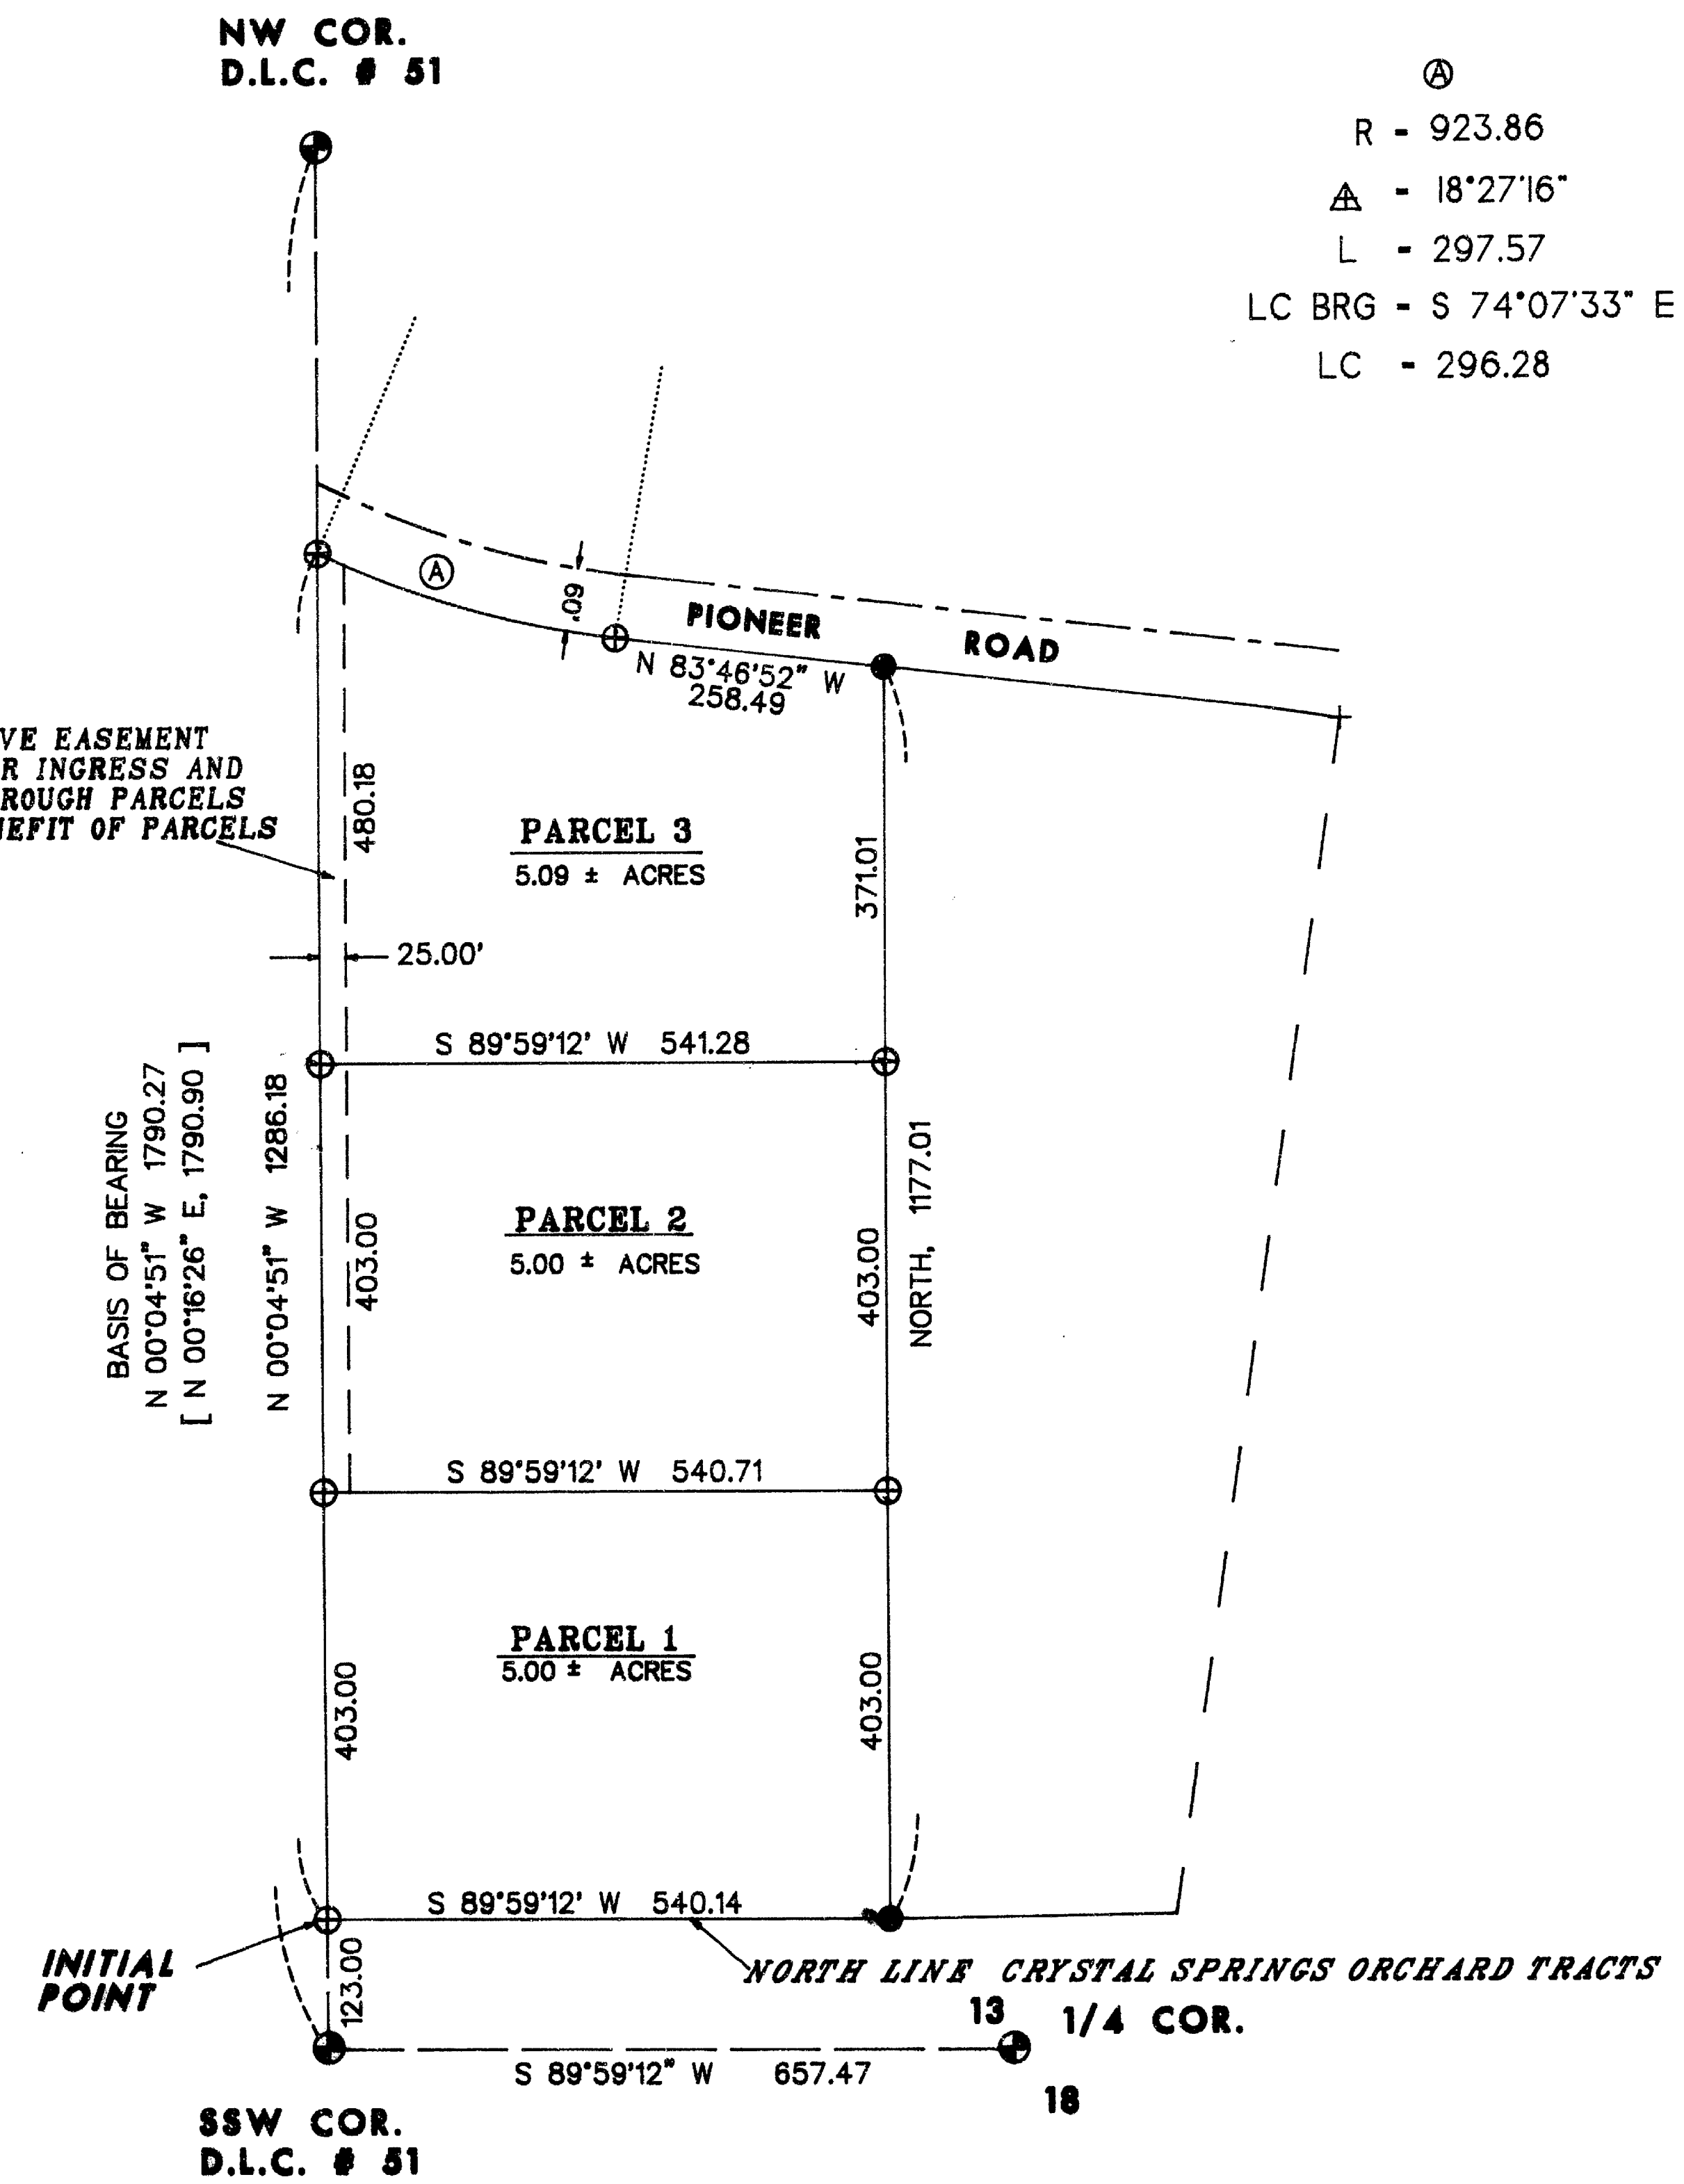 NW COR.
D.L.C. # 51
A
R - 923.86
- 18°27'16"
L - 297.57
LC BRG - S 74°07'33" E
LC - 296.28
A
60'
PIONEER ROAD
N 83°46'52" W
258.49
VE EASEMENT
R INGRESS AND
ROUGH PARCELS
NEFIT OF PARCELS
480.18
PARCEL 3
5.09 ± ACRES
371.01
25.00'
S 89°59'12' W 541.28
BASIS OF BEARING
N 00°04'51" W 1790.27
[ N 00°16'26" E, 1790.90 ]
N 00°04'51" W 1286.18
403.00
PARCEL 2
5.00 ± ACRES
403.00
NORTH, 1177.01
S 89°59'12' W 540.71
PARCEL 1
5.00 ± ACRES
403.00
403.00
S 89°59'12' W 540.14
INITIAL
POINT
123.00
NORTH LINE CRYSTAL SPRINGS ORCHARD TRACTS
13 1/4 COR.
S 89°59'12" W 657.47
18
SSW COR.
D.L.C. # 51